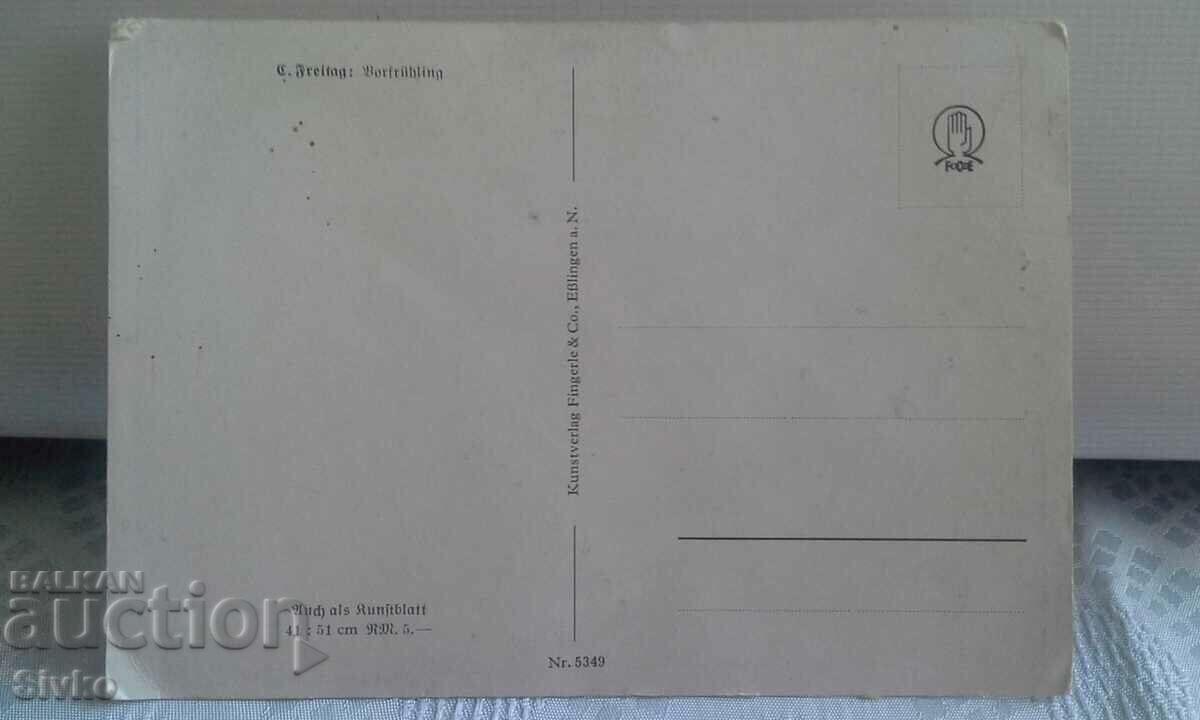 C. Freitag: Vorfrühling
Kunstverlag Fingerle & Co., Eßlingen a. N.
FOCOE
Auch als Kunstblatt
41 : 51 cm RM. 5.—
Nr. 5349
BALKAN
auction
Sivko